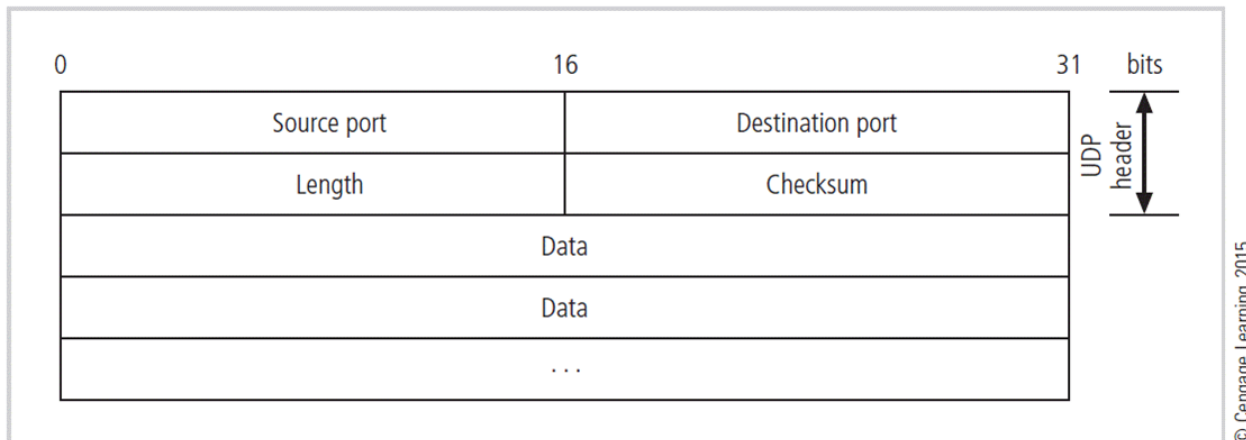 0 16 31 bits
Source port Destination port
UDP header
Length Checksum
Data
Data
. . .
© Cengage Learning 2015